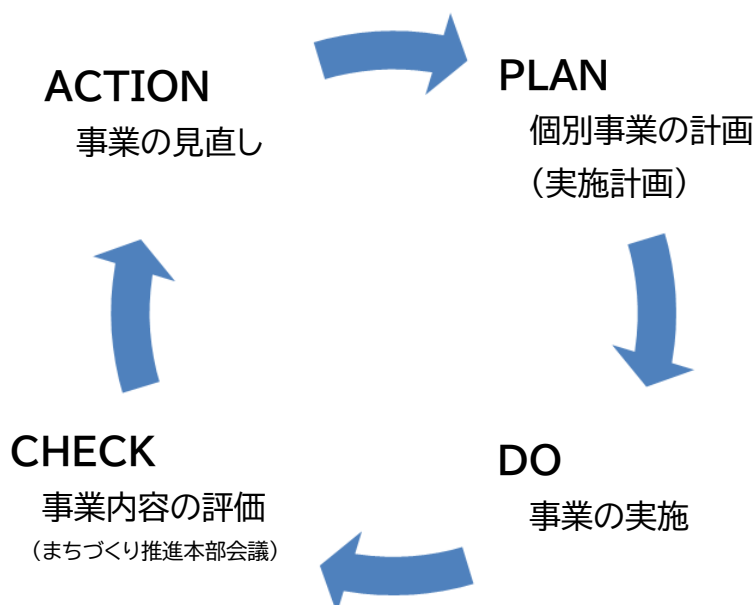 ACTION
事業の見直し
PLAN
個別事業の計画
（実施計画）
DO
事業の実施
CHECK
事業内容の評価
（まちづくり推進本部会議）